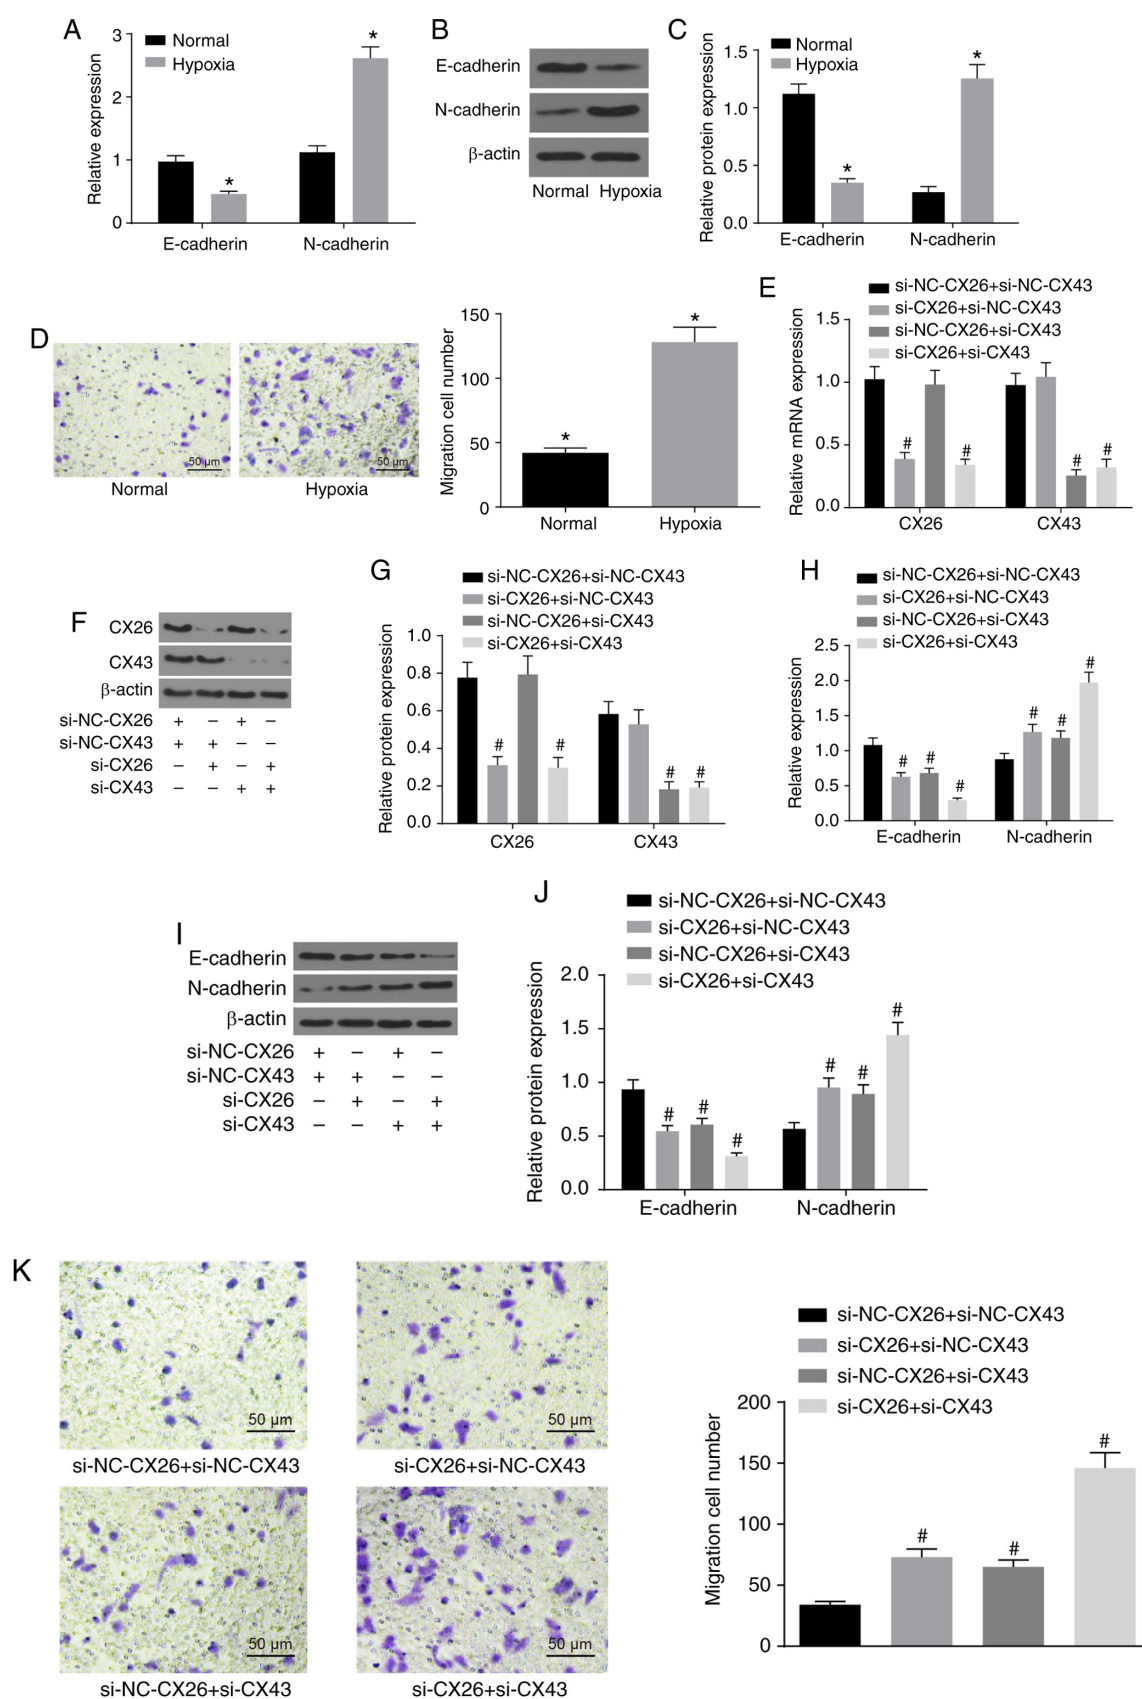 A
Relative expression
3
2
1
0
Normal
Hypoxia
*
*
E-cadherin
N-cadherin
B
E-cadherin
N-cadherin
β-actin
Normal Hypoxia
C
Relative protein expression
1.5
1.0
0.5
0.0
Normal
Hypoxia
*
*
E-cadherin
N-cadherin
D
50 μm
50 μm
Normal
Hypoxia
Migration cell number
150
100
50
0
*
*
Normal
Hypoxia
E
si-NC-CX26+si-NC-CX43
si-CX26+si-NC-CX43
si-NC-CX26+si-CX43
si-CX26+si-CX43
Relative mRNA expression
1.5
1.0
0.5
0.0
# # # #
CX26
CX43
F
CX26
CX43
β-actin
si-NC-CX26 + − + −
si-NC-CX43 + + − −
si-CX26 − + − +
si-CX43 − − + +
G
si-NC-CX26+si-NC-CX43
si-CX26+si-NC-CX43
si-NC-CX26+si-CX43
si-CX26+si-CX43
Relative protein expression
1.0
0.8
0.6
0.4
0.2
0.0
# # # #
CX26
CX43
H
si-NC-CX26+si-NC-CX43
si-CX26+si-NC-CX43
si-NC-CX26+si-CX43
si-CX26+si-CX43
Relative expression
2.5
2.0
1.5
1.0
0.5
0.0
# # # # # #
E-cadherin
N-cadherin
I
E-cadherin
N-cadherin
β-actin
si-NC-CX26 + − + −
si-NC-CX43 + + − −
si-CX26 − + − +
si-CX43 − − + +
J
si-NC-CX26+si-NC-CX43
si-CX26+si-NC-CX43
si-NC-CX26+si-CX43
si-CX26+si-CX43
Relative protein expression
2.0
1.5
1.0
0.5
0.0
# # # # # #
E-cadherin
N-cadherin
K
50 μm
50 μm
si-NC-CX26+si-NC-CX43
si-CX26+si-NC-CX43
50 μm
50 μm
si-NC-CX26+si-CX43
si-CX26+si-CX43
si-NC-CX26+si-NC-CX43
si-CX26+si-NC-CX43
si-NC-CX26+si-CX43
si-CX26+si-CX43
Migration cell number
200
150
100
50
0
# # #